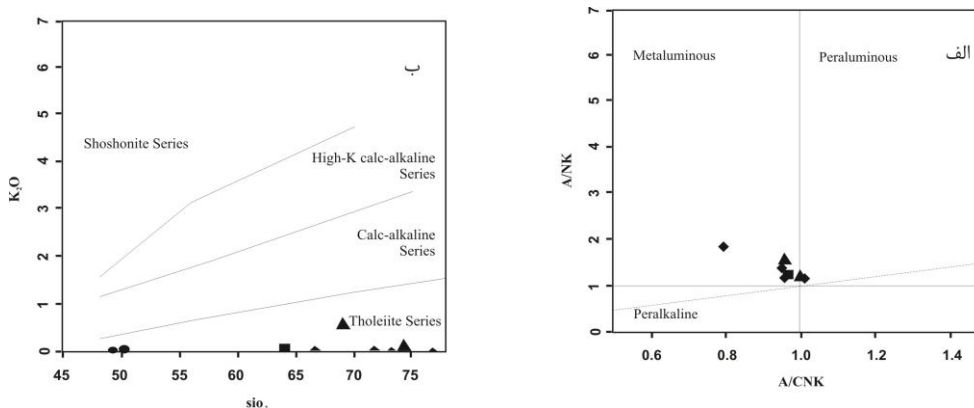 7
6
5
4
3
2
1
0
K₂O
ب
Shoshonite Series
High-K calc-alkaline
Series
Calc-alkaline
Series
Tholeiite Series
45 50 55 60 65 70 75
sio₂
الف
7
6
5
4
3
2
1
0
A/NK
Metaluminous Peraluminous
Peralkaline
0.6 0.8 1.0 1.2 1.4
A/CNK